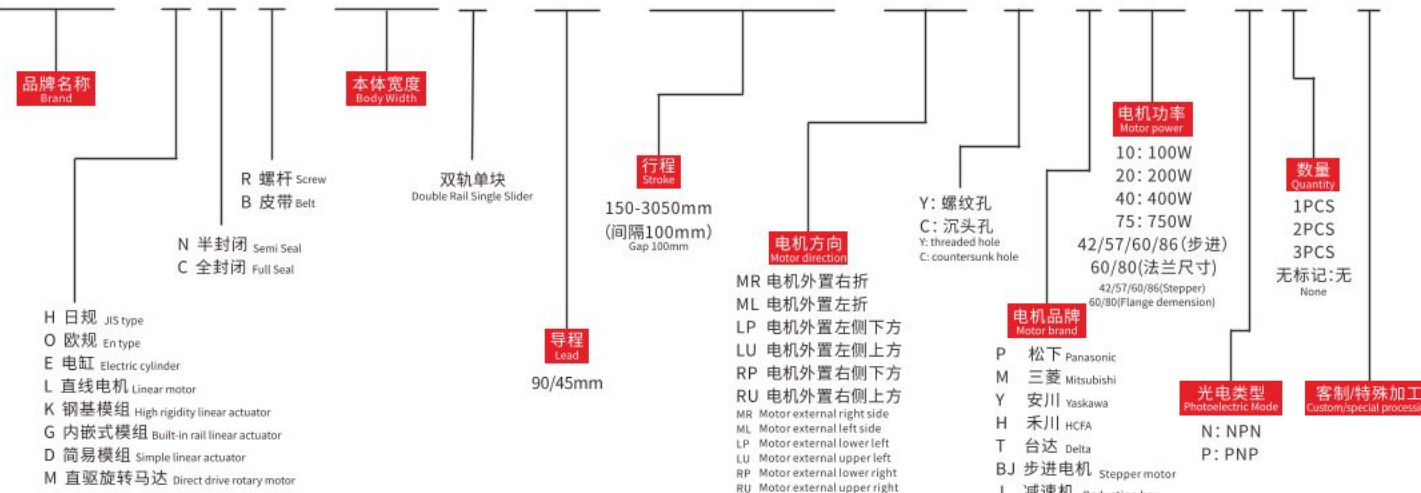 品牌名称
Brand
H 日规 JIS type
O 欧规 En type
E 电缸 Electric cylinder
L 直线电机 Linear motor
K 钢基模组 High rigidity linear actuator
G 内嵌式模组 Built-in rail linear actuator
D 简易模组 Simple linear actuator
M 直驱旋转马达 Direct drive rotary motor
N 半封闭 Semi Seal
C 全封闭 Full Seal
R 螺杆 Screw
B 皮带 Belt
本体宽度
Body Width
双轨单块
Double Rail Single Slider
导程
Lead
90/45mm
行程
Stroke
150-3050mm
(间隔100mm)
Gap 100mm
电机方向
Motor direction
MR 电机外置右折
ML 电机外置左折
LP 电机外置左侧下方
LU 电机外置左侧上方
RP 电机外置右侧下方
RU 电机外置右侧上方
MR Motor external right side
ML Motor external left side
LP Motor external lower left
LU Motor external upper left
RP Motor external lower right
RU Motor external upper right
Y: 螺纹孔
C: 沉头孔
Y: threaded hole
C: countersunk hole
电机品牌
Motor brand
P 松下 Panasonic
M 三菱 Mitsubishi
Y 安川 Yaskawa
H 禾川 HCFA
T 台达 Delta
BJ 步进电机 Stepper motor
J 减速机
电机功率
Motor power
10: 100W
20: 200W
40: 400W
75: 750W
42/57/60/86(步进)
60/80(法兰尺寸)
42/57/60/86(Stepper)
60/80(Flange demension)
光电类型
Photoelectric Mode
N: NPN
P: PNP
数量
Quantity
1PCS
2PCS
3PCS
无标记:无
None
客制/特殊加工
Custom/special